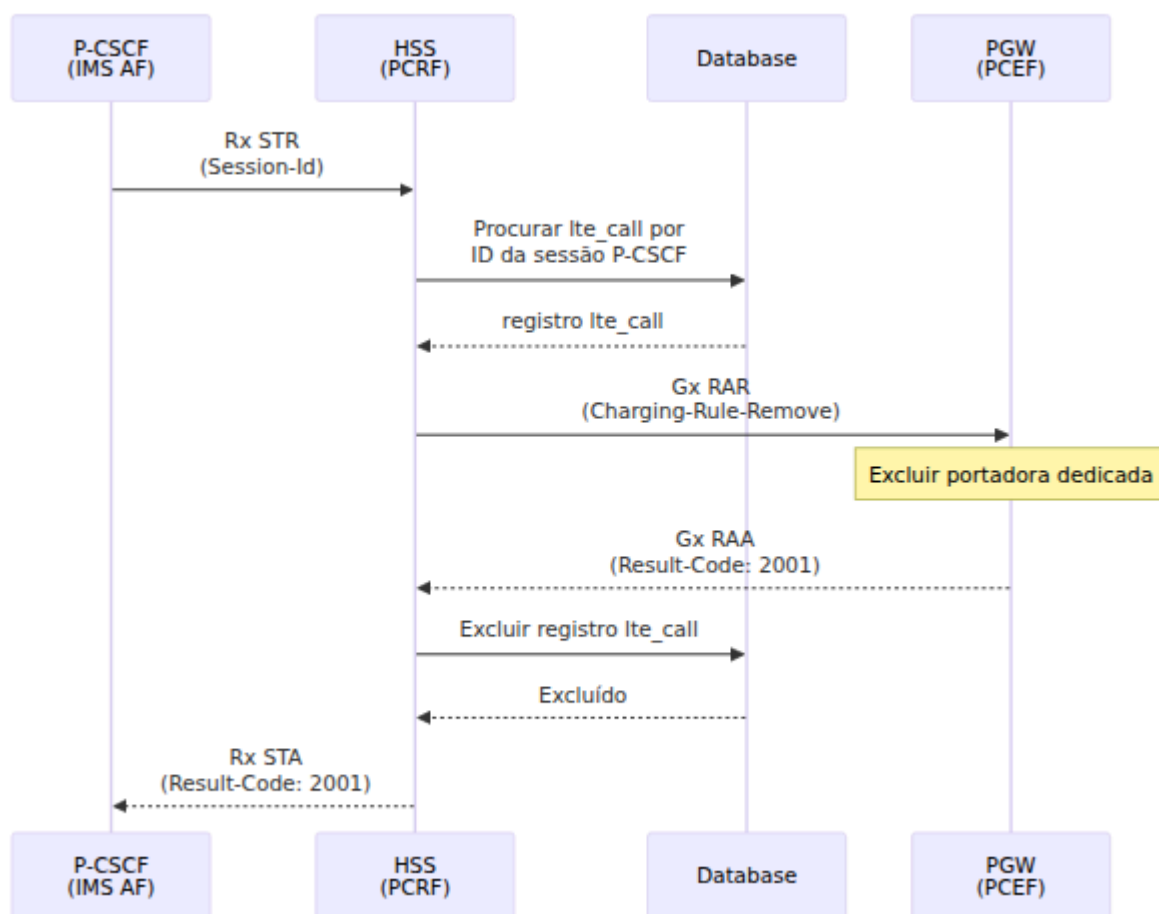 P-CSCF
(IMS AF)
HSS
(PCRF)
Database
PGW
(PCEF)
Rx STR
(Session-Id)
Procurar lte_call por
ID da sessão P-CSCF
registro lte_call
Gx RAR
(Charging-Rule-Remove)
Excluir portadora dedicada
Gx RAA
(Result-Code: 2001)
Excluir registro lte_call
Excluído
Rx STA
(Result-Code: 2001)
P-CSCF
(IMS AF)
HSS
(PCRF)
Database
PGW
(PCEF)